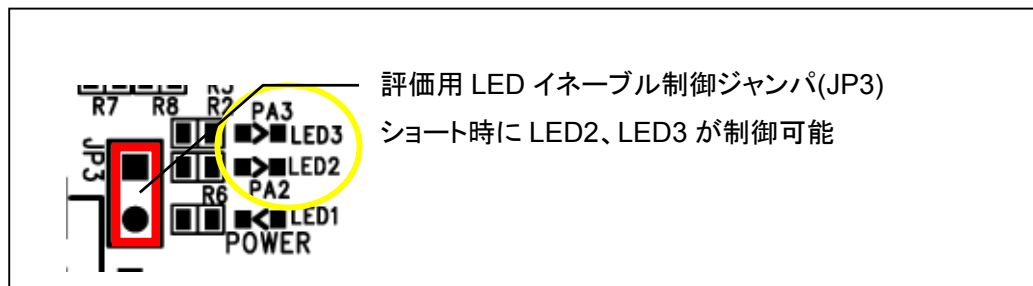 評価用 LED イネーブル制御ジャンパ(JP3)
ショート時に LED2、LED3 が制御可能
R7 R8 R2 PA3
LED3
JP3
LED2
R6 PA2
LED1
POWER